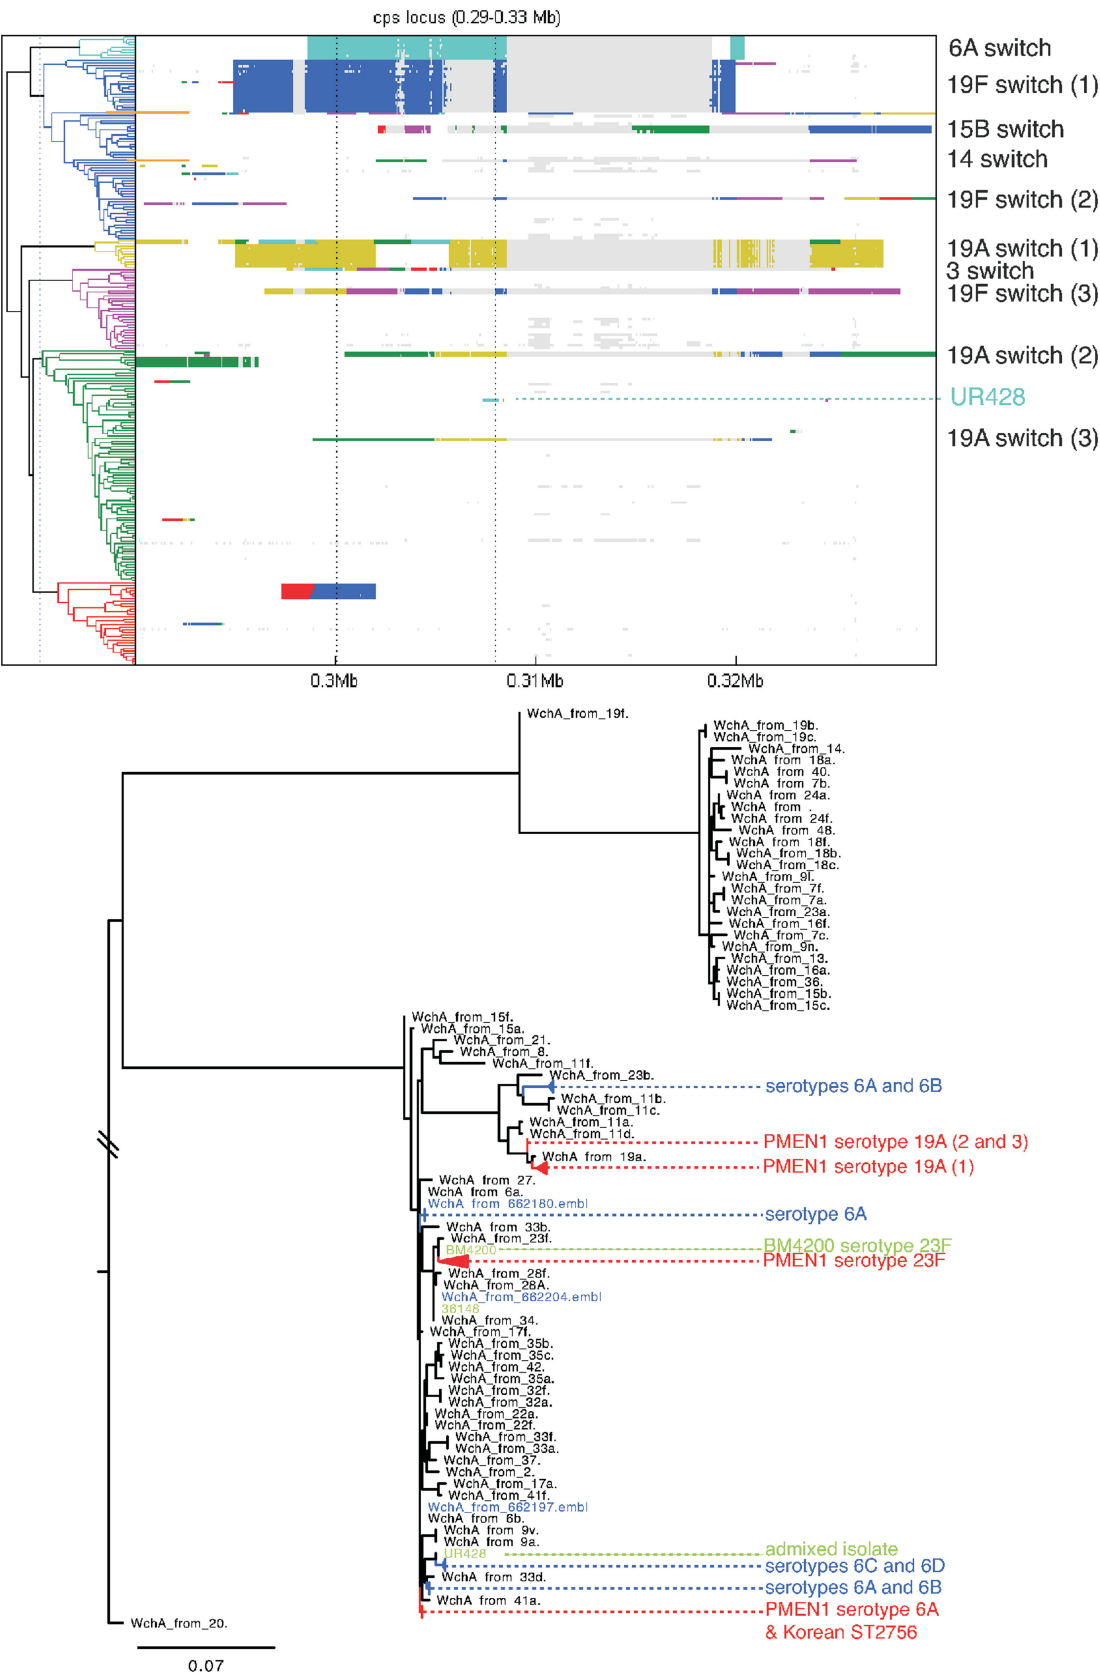 cps locus (0.29-0.33 Mb)
6A switch
19F switch (1)
15B switch
14 switch
19F switch (2)
19A switch (1)
3 switch
19F switch (3)
19A switch (2)
UR428
19A switch (3)
0.3Mb
0.31Mb
0.32Mb
WchA_from_19f.
WchA_from_19b.
WchA_from_19c.
WchA_from_14.
WchA_from_18a.
WchA_from_40.
WchA_from_7b.
WchA_from_24a.
WchA_from_.
WchA_from_24f.
WchA_from_48.
WchA_from_18f.
WchA_from_18b.
WchA_from_18c.
WchA_from_9l.
WchA_from_7f.
WchA_from_7a.
WchA_from_23a.
WchA_from_16f.
WchA_from_7c.
WchA_from_9n.
WchA_from_13.
WchA_from_16a.
WchA_from_36.
WchA_from_15b.
WchA_from_15c.
WchA_from_15f.
WchA_from_15a.
WchA_from_21.
WchA_from_8.
WchA_from_11f.
WchA_from_23b.
serotypes 6A and 6B
WchA_from_11b.
WchA_from_11c.
WchA_from_11a.
WchA_from_11d.
PMEN1 serotype 19A (2 and 3)
WchA_from_19a.
PMEN1 serotype 19A (1)
WchA_from_27.
WchA_from_6a.
WchA_from_662180.embl
serotype 6A
WchA_from_33b.
WchA_from_23f.
BM4200
BM4200 serotype 23F
PMEN1 serotype 23F
WchA_from_28f.
WchA_from_28A.
WchA_from_662204.embl
36148
WchA_from_34.
WchA_from_17f.
WchA_from_35b.
WchA_from_35c.
WchA_from_42.
WchA_from_35a.
WchA_from_32f.
WchA_from_32a.
WchA_from_22a.
WchA_from_22f.
WchA_from_33f.
WchA_from_33a.
WchA_from_37.
WchA_from_2.
WchA_from_17a.
WchA_from_41f.
WchA_from_662197.embl
WchA_from_6b.
WchA_from_9v.
WchA_from_9a.
UR428
admixed isolate
serotypes 6C and 6D
WchA_from_33d.
serotypes 6A and 6B
WchA_from_41a.
PMEN1 serotype 6A
& Korean ST2756
WchA_from_20.
0.07